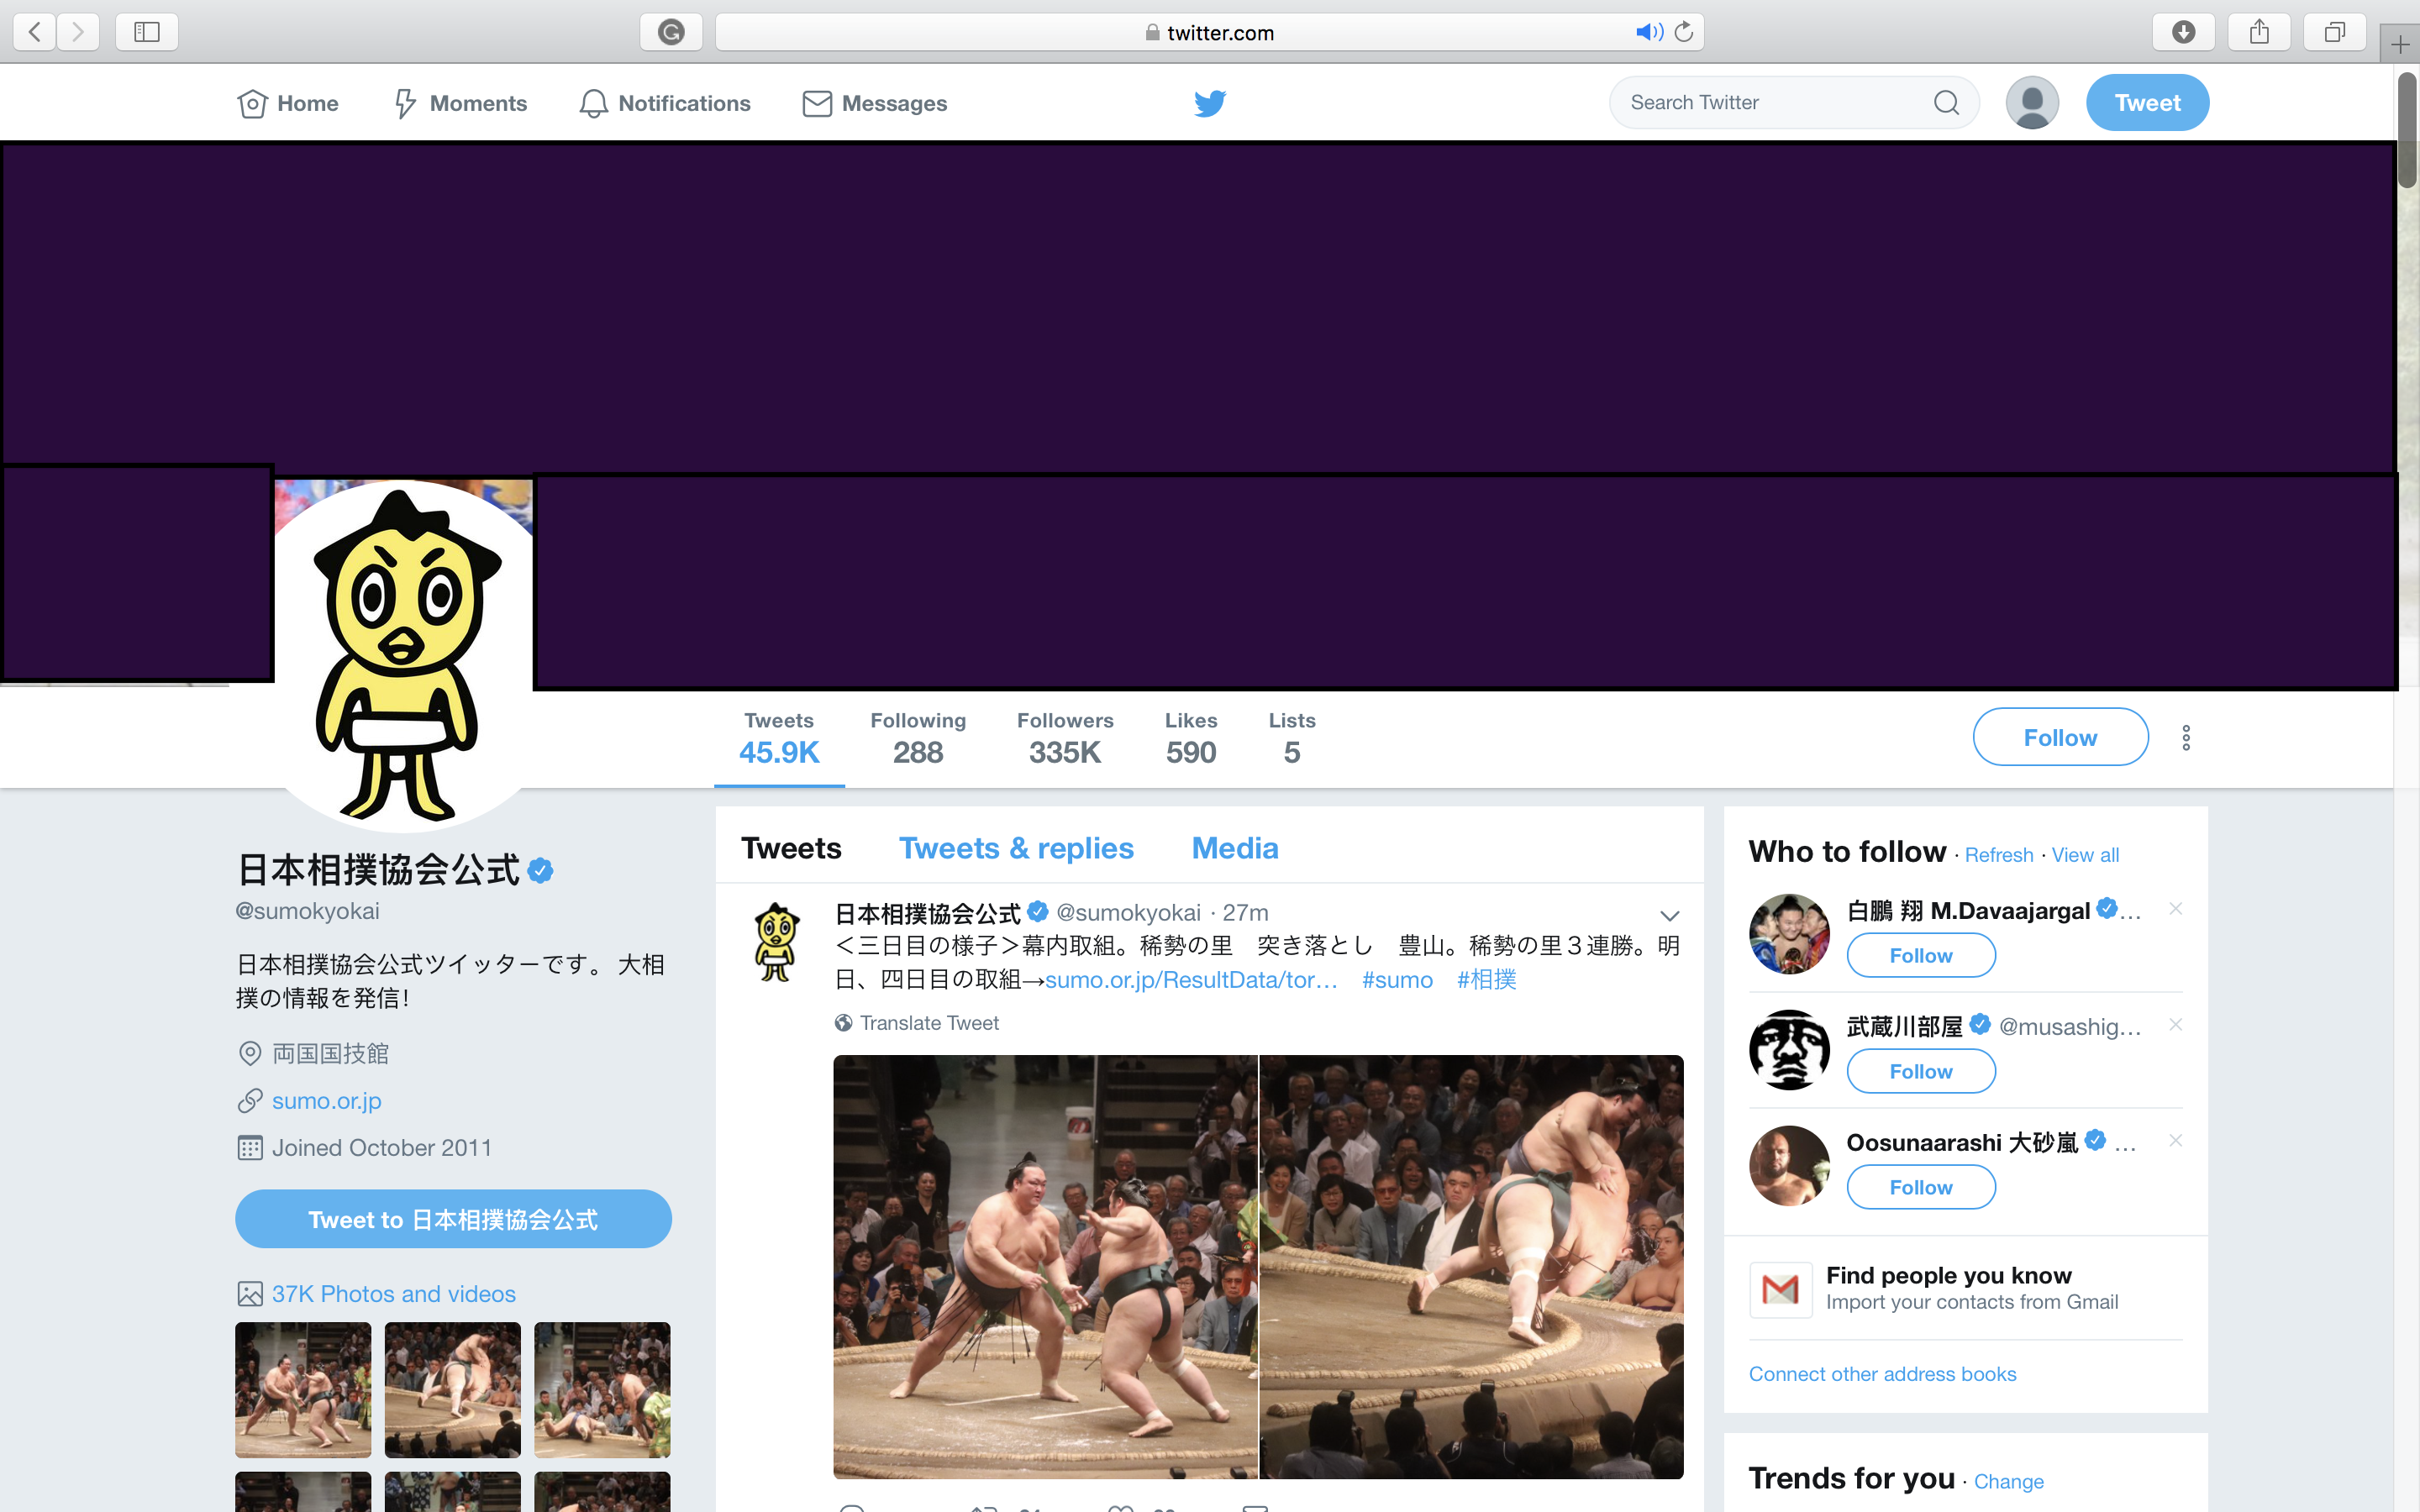 twitter.com
Home Moments Notifications Messages Search Twitter Tweet
Tweets Following Followers Likes Lists
45.9K 288 335K 590 5
Follow
日本相撲協会公式
@sumokyokai
日本相撲協会公式ツイッターです。 大相
撲の情報を発信!
両国国技館
sumo.or.jp
Joined October 2011
Tweet to 日本相撲協会公式
37K Photos and videos
Tweets Tweets & replies Media
日本相撲協会公式 @sumokyokai · 27m
＜三日目の様子＞幕内取組。稀勢の里　突き落とし　豊山。稀勢の里３連勝。明
日、四日目の取組→sumo.or.jp/ResultData/tor… #sumo #相撲
Translate Tweet
Who to follow · Refresh · View all
白鵬 翔 M.Davaajargal …
Follow
武蔵川部屋 @musashig…
Follow
Oosunaarashi 大砂嵐 …
Follow
Find people you know
Import your contacts from Gmail
Connect other address books
Trends for you · Change